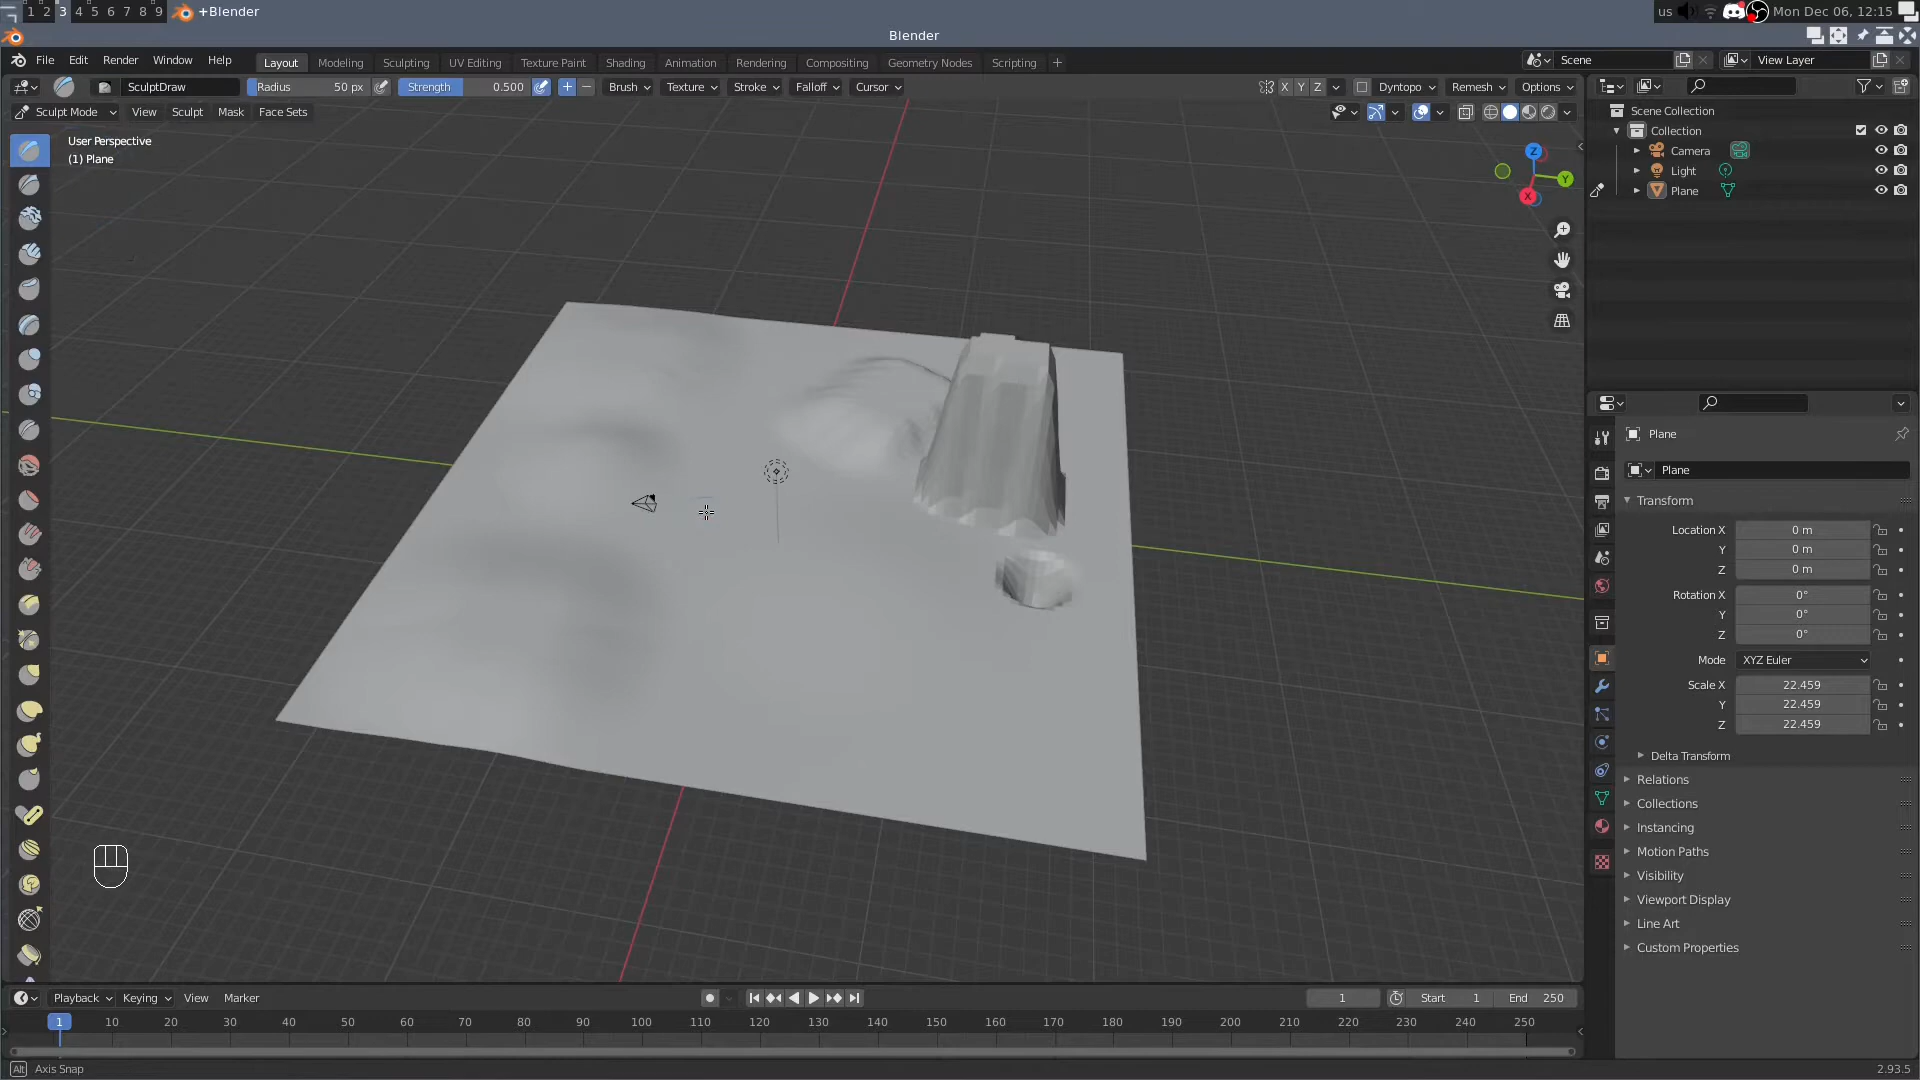 1 2 3 4 5 6 7 8 9 +Blender us Mon Dec 06, 12:15
Blender
File Edit Render Window Help Layout Modeling Sculpting UV Editing Texture Paint Shading Animation Rendering Compositing Geometry Nodes Scripting + Scene View Layer
SculptDraw Radius 50 px Strength 0.500 + − Brush Texture Stroke Falloff Cursor X Y Z Dyntopo Remesh Options
Sculpt Mode View Sculpt Mask Face Sets
Scene Collection
Collection
Camera
Light
Plane
User Perspective
(1) Plane
Z
Y
X
Plane
Plane
Transform
Location X 0 m
Y 0 m
Z 0 m
Rotation X 0°
Y 0°
Z 0°
Mode XYZ Euler
Scale X 22.459
Y 22.459
Z 22.459
Delta Transform
Relations
Collections
Instancing
Motion Paths
Visibility
Viewport Display
Line Art
Custom Properties
Playback Keying View Marker 1 Start 1 End 250
1 10 20 30 40 50 60 70 80 90 100 110 120 130 140 150 160 170 180 190 200 210 220 230 240 250
Alt Axis Snap 2.93.5